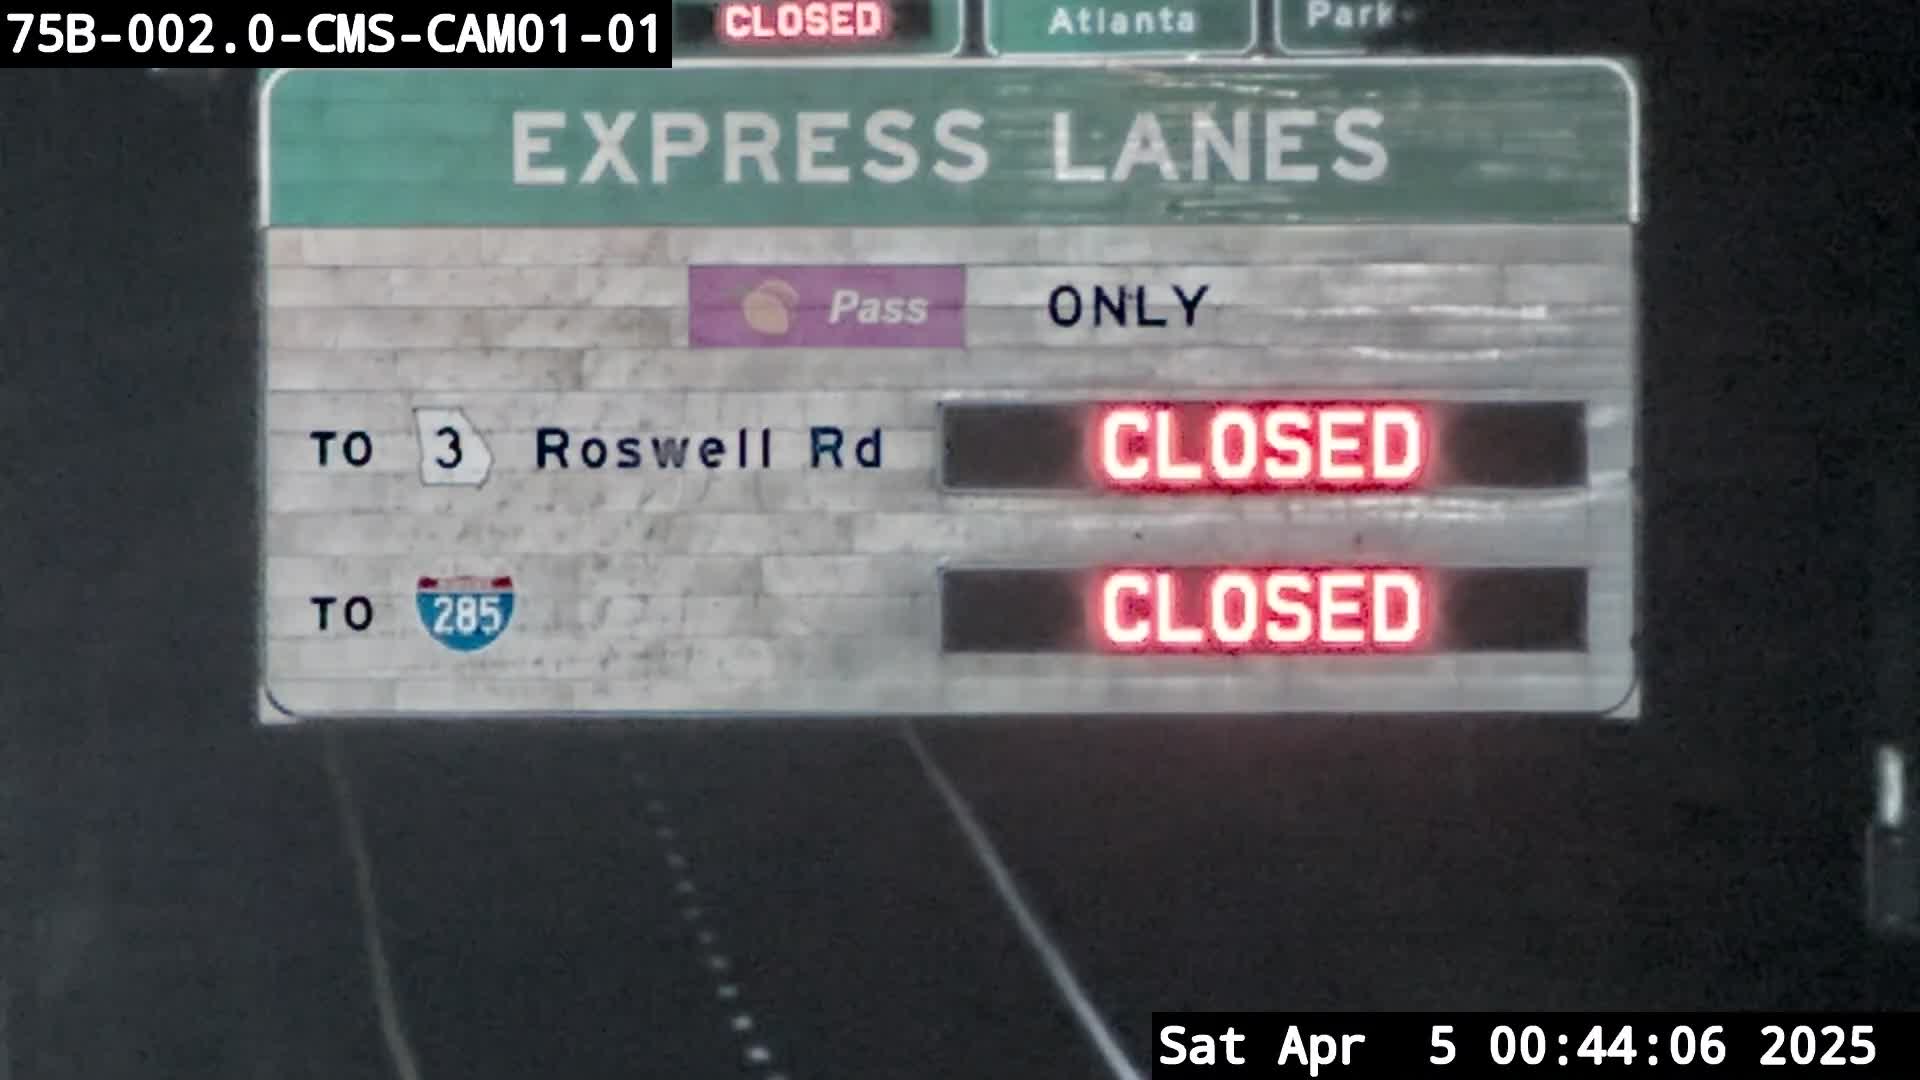 75B-002.0-CMS-CAM01-01
CLOSED
Atlanta
Park
EXPRESS LANES
Pass ONLY
TO 3 Roswell Rd CLOSED
TO 285 CLOSED
Sat Apr 5 00:44:06 2025